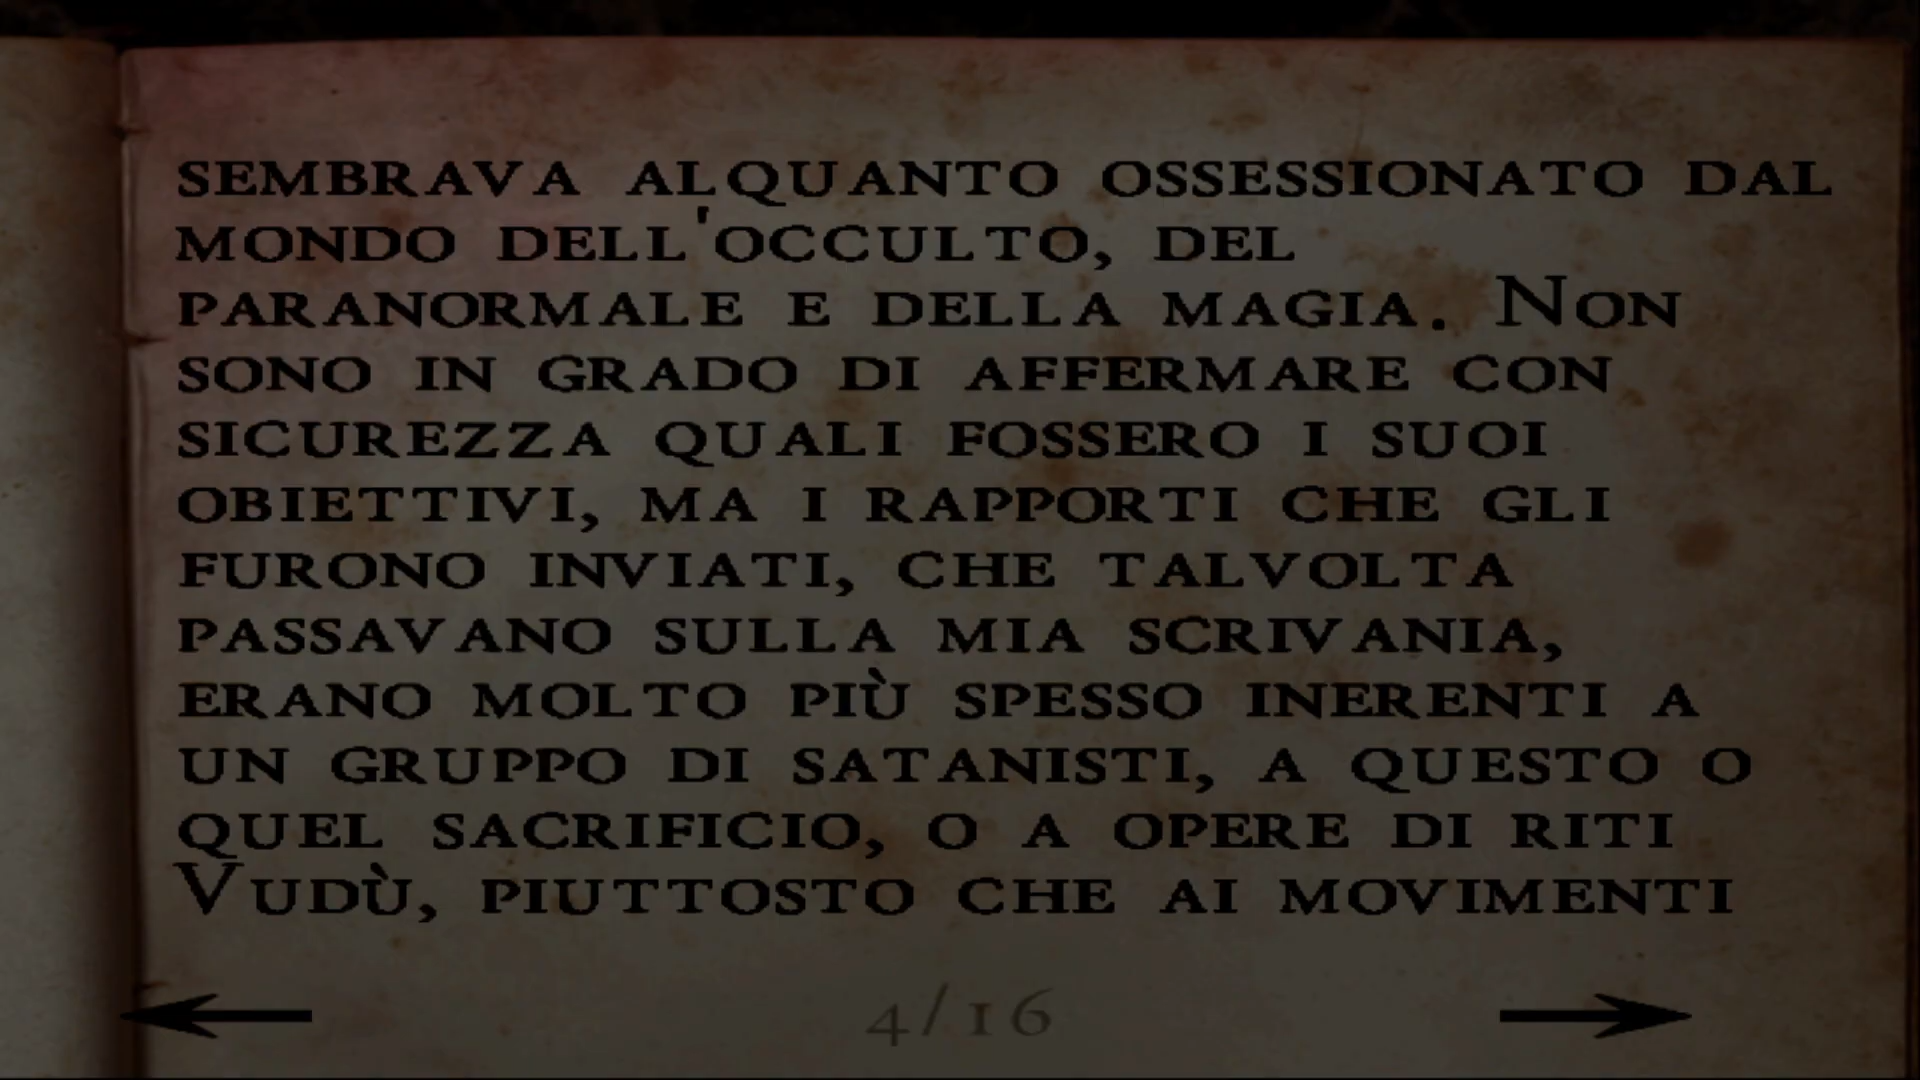 SEMBRAVA ALQUANTO OSSESSIONATO DAL
MONDO DELL'OCCULTO, DEL
PARANORMALE E DELLA MAGIA. NON
SONO IN GRADO DI AFFERMARE CON
SICUREZZA QUALI FOSSERO I SUOI
OBIETTIVI, MA I RAPPORTI CHE GLI
FURONO INVIATI, CHE TALVOLTA
PASSAVANO SULLA MIA SCRIVANIA,
ERANO MOLTO PIÙ SPESSO INERENTI A
UN GRUPPO DI SATANISTI, A QUESTO O
QUEL SACRIFICIO, O A OPERE DI RITI
VUDÙ, PIUTTOSTO CHE AI MOVIMENTI
4/16